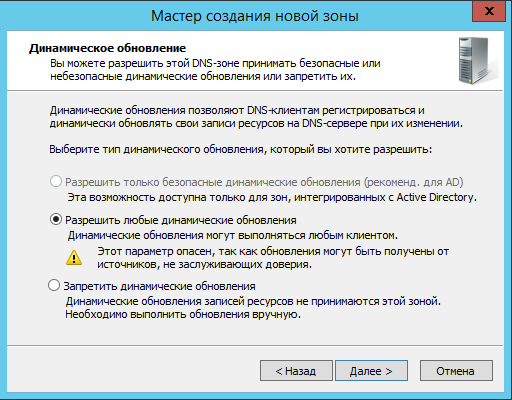 Мастер создания новой зоны
x
Динамическое обновление
Вы можете разрешить этой DNS-зоне принимать безопасные или
небезопасные динамические обновления или запретить их.
Динамические обновления позволяют DNS-клиентам регистрироваться и
динамически обновлять свои записи ресурсов на DNS-сервере при их изменении.
Выберите тип динамического обновления, который вы хотите разрешить:
Разрешить только безопасные динамические обновления (рекоменд. для AD)
Эта возможность доступна только для зон, интегрированных с Active Directory.
Разрешить любые динамические обновления
Динамические обновления могут выполняться любым клиентом.
Этот параметр опасен, так как обновления могут быть получены от
источников, не заслуживающих доверия.
Запретить динамические обновления
Динамические обновления записей ресурсов не принимаются этой зоной.
Необходимо выполнить обновления вручную.
< Назад Далее > Отмена